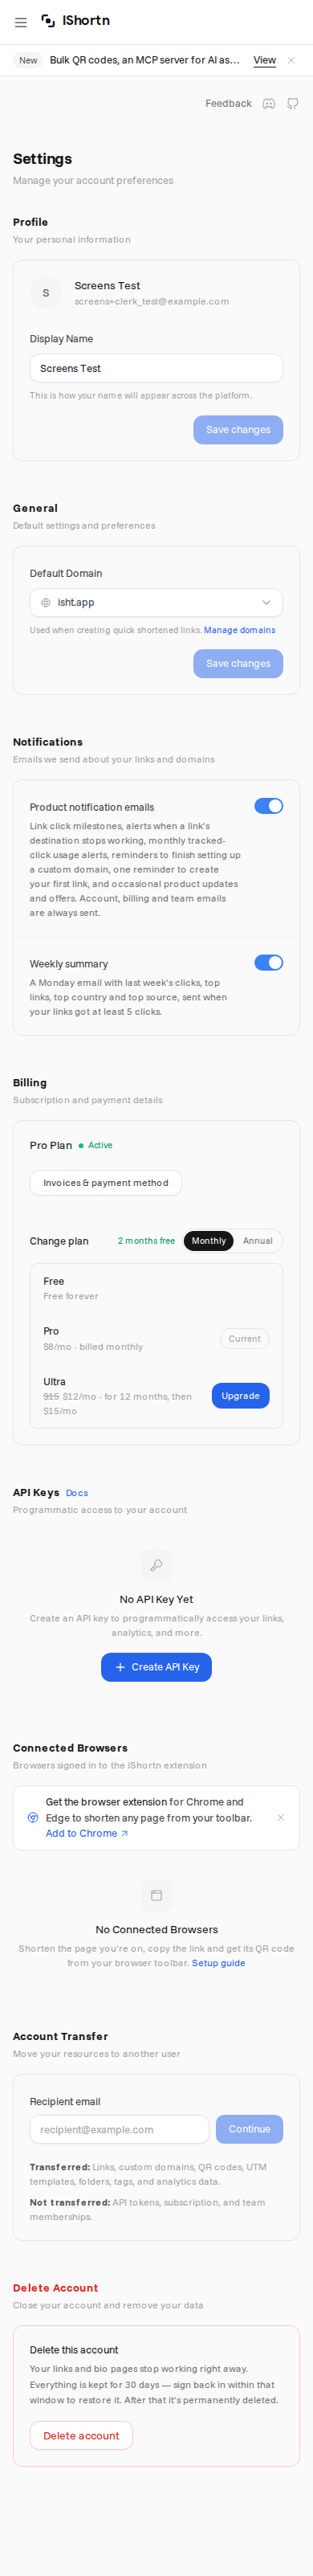 IShortn
New Bulk QR codes, an MCP server for AI as... View
Feedback
Settings
Manage your account preferences
Profile
Your personal information
S
Screens Test
screens+clerk_test@example.com
Display Name
Screens Test
This is how your name will appear across the platform.
Save changes
General
Default settings and preferences
Default Domain
isht.app
Used when creating quick shortened links. Manage domains
Save changes
Notifications
Emails we send about your links and domains
Product notification emails
Link click milestones, alerts when a link's
destination stops working, monthly tracked-
click usage alerts, reminders to finish setting up
a custom domain, one reminder to create
your first link, and occasional product updates
and offers. Account, billing and team emails
are always sent.
Weekly summary
A Monday email with last week's clicks, top
links, top country and top source, sent when
your links got at least 5 clicks.
Billing
Subscription and payment details
Pro Plan Active
Invoices & payment method
Change plan 2 months free Monthly Annual
Free
Free forever
Pro
$8/mo · billed monthly
Current
Ultra
$15 $12/mo · for 12 months, then
$15/mo
Upgrade
API Keys Docs
Programmatic access to your account
No API Key Yet
Create an API key to programmatically access your links,
analytics, and more.
Create API Key
Connected Browsers
Browsers signed in to the iShortn extension
Get the browser extension for Chrome and
Edge to shorten any page from your toolbar.
Add to Chrome
No Connected Browsers
Shorten the page you're on, copy the link and get its QR code
from your browser toolbar. Setup guide
Account Transfer
Move your resources to another user
Recipient email
recipient@example.com
Continue
Transferred: Links, custom domains, QR codes, UTM
templates, folders, tags, and analytics data.
Not transferred: API tokens, subscription, and team
memberships.
Delete Account
Close your account and remove your data
Delete this account
Your links and bio pages stop working right away.
Everything is kept for 30 days — sign back in within that
window to restore it. After that it's permanently deleted.
Delete account